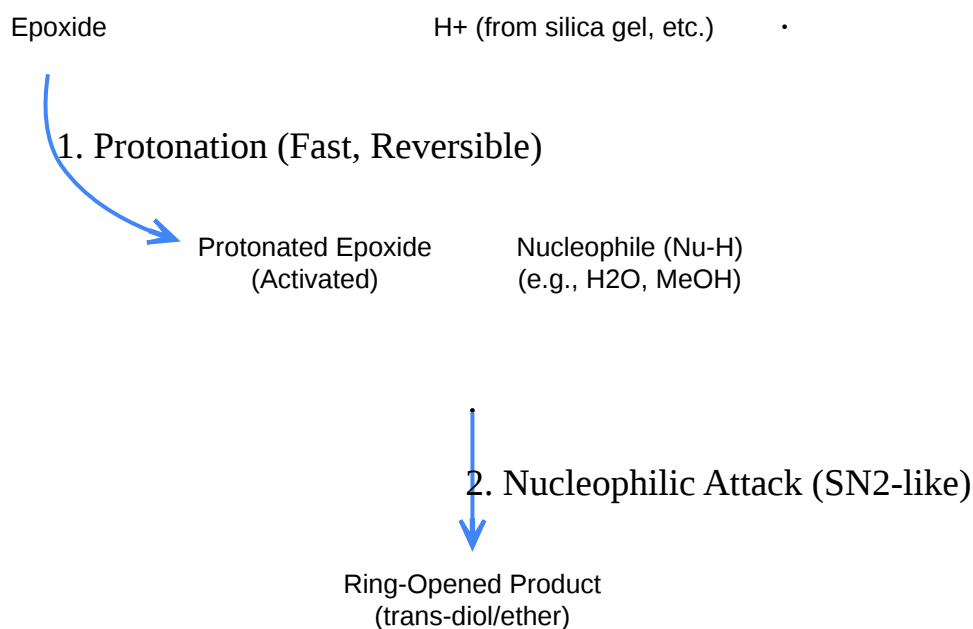 Epoxide
H+ (from silica gel, etc.)
1. Protonation (Fast, Reversible)
Protonated Epoxide
(Activated)
Nucleophile (Nu-H)
(e.g., H2O, MeOH)
2. Nucleophilic Attack (SN2-like)
Ring-Opened Product
(trans-diol/ether)